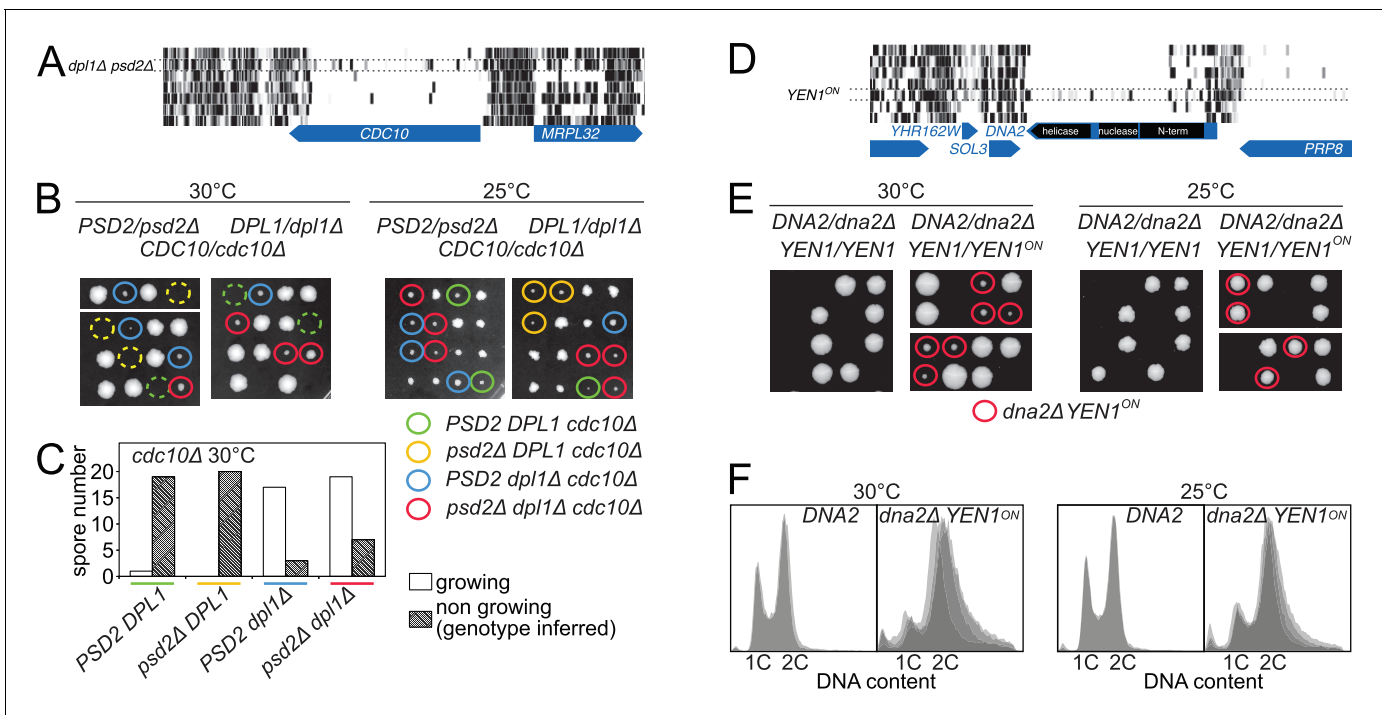 A
dpl1Δ psd2Δ
CDC10
MRPL32
B
30°C
25°C
PSD2/psd2Δ
DPL1/dpl1Δ
CDC10/cdc10Δ
PSD2/psd2Δ
DPL1/dpl1Δ
CDC10/cdc10Δ
PSD2 DPL1 cdc10Δ
psd2Δ DPL1 cdc10Δ
PSD2 dpl1Δ cdc10Δ
psd2Δ dpl1Δ cdc10Δ
C
cdc10Δ 30°C
spore number
20
15
10
5
0
PSD2 DPL1
psd2Δ DPL1
PSD2 dpl1Δ
psd2Δ dpl1Δ
growing
non growing
(genotype inferred)
D
YEN1ON
YHR162W
DNA2
helicase
nuclease
N-term
SOL3
PRP8
E
30°C
25°C
DNA2/dna2Δ
YEN1/YEN1
DNA2/dna2Δ
YEN1/YEN1ON
DNA2/dna2Δ
YEN1/YEN1
DNA2/dna2Δ
YEN1/YEN1ON
dna2Δ YEN1ON
F
30°C
25°C
DNA2
dna2Δ YEN1ON
DNA2
dna2Δ YEN1ON
1C 2C
1C 2C
1C 2C
1C 2C
DNA content
DNA content